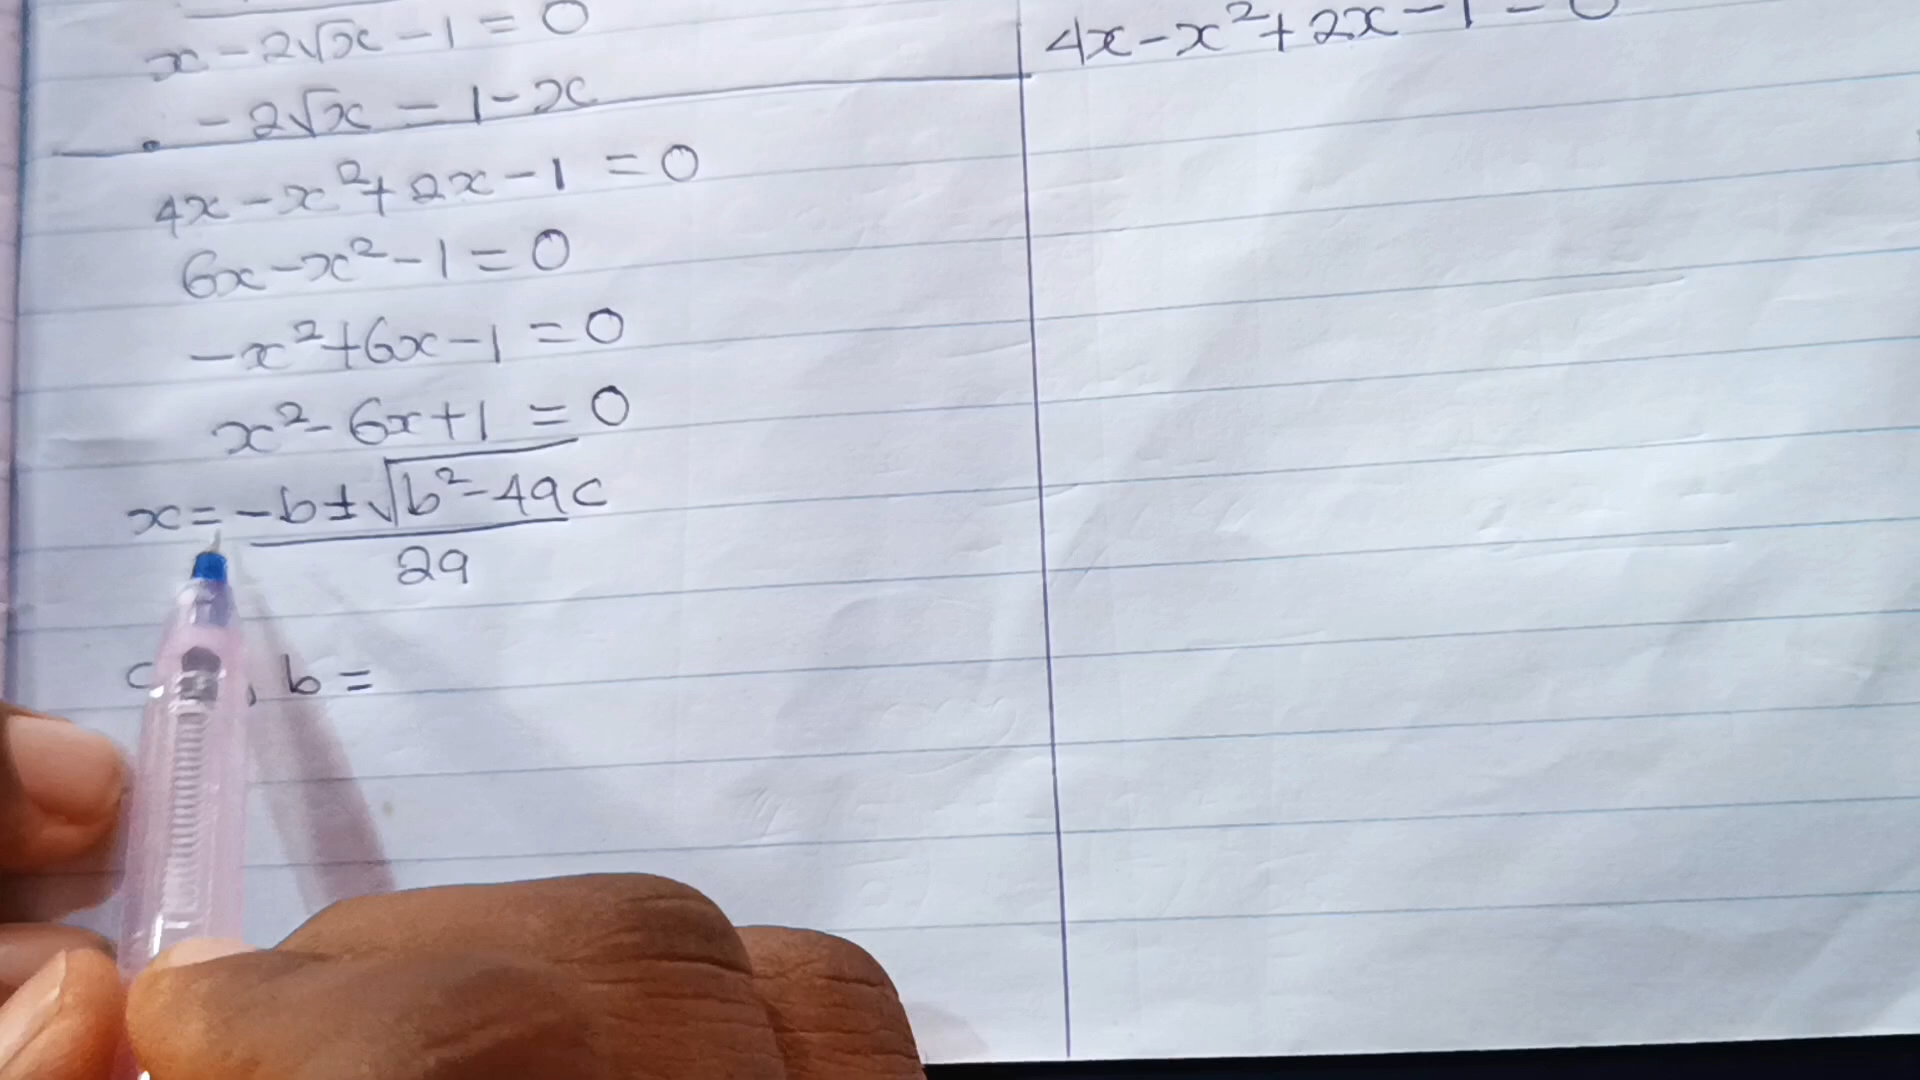 x - 2√x - 1 = 0
- 2√x = 1 - x
4x - x² + 2x - 1 = 0
6x - x² - 1 = 0
-x² + 6x - 1 = 0
x² - 6x + 1 = 0
x = -b ± √b² - 4ac
2a
, b =
4x - x² + 2x - 1 = 0